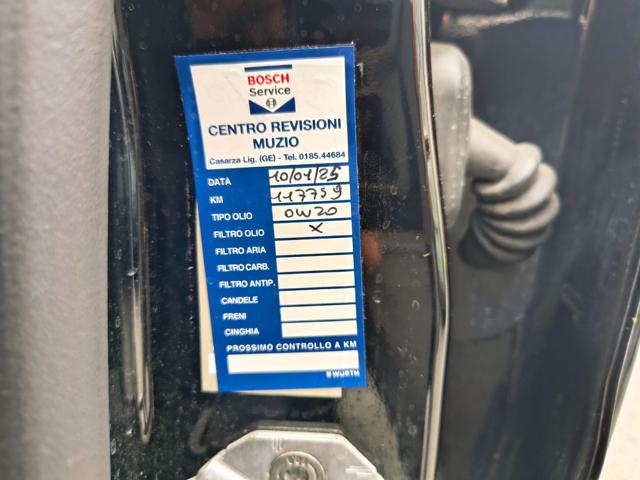 BOSCH
Service
CENTRO REVISIONI
MUZIO
Casarza Lig. (GE) - Tel. 0185.44684
DATA 10/01/25
KM 117759
TIPO OLIO 0W20
FILTRO OLIO X
FILTRO ARIA
FILTRO CARB.
FILTRO ANTIP.
CANDELE
FRENI
CINGHIA
PROSSIMO CONTROLLO A KM
WÜRTH